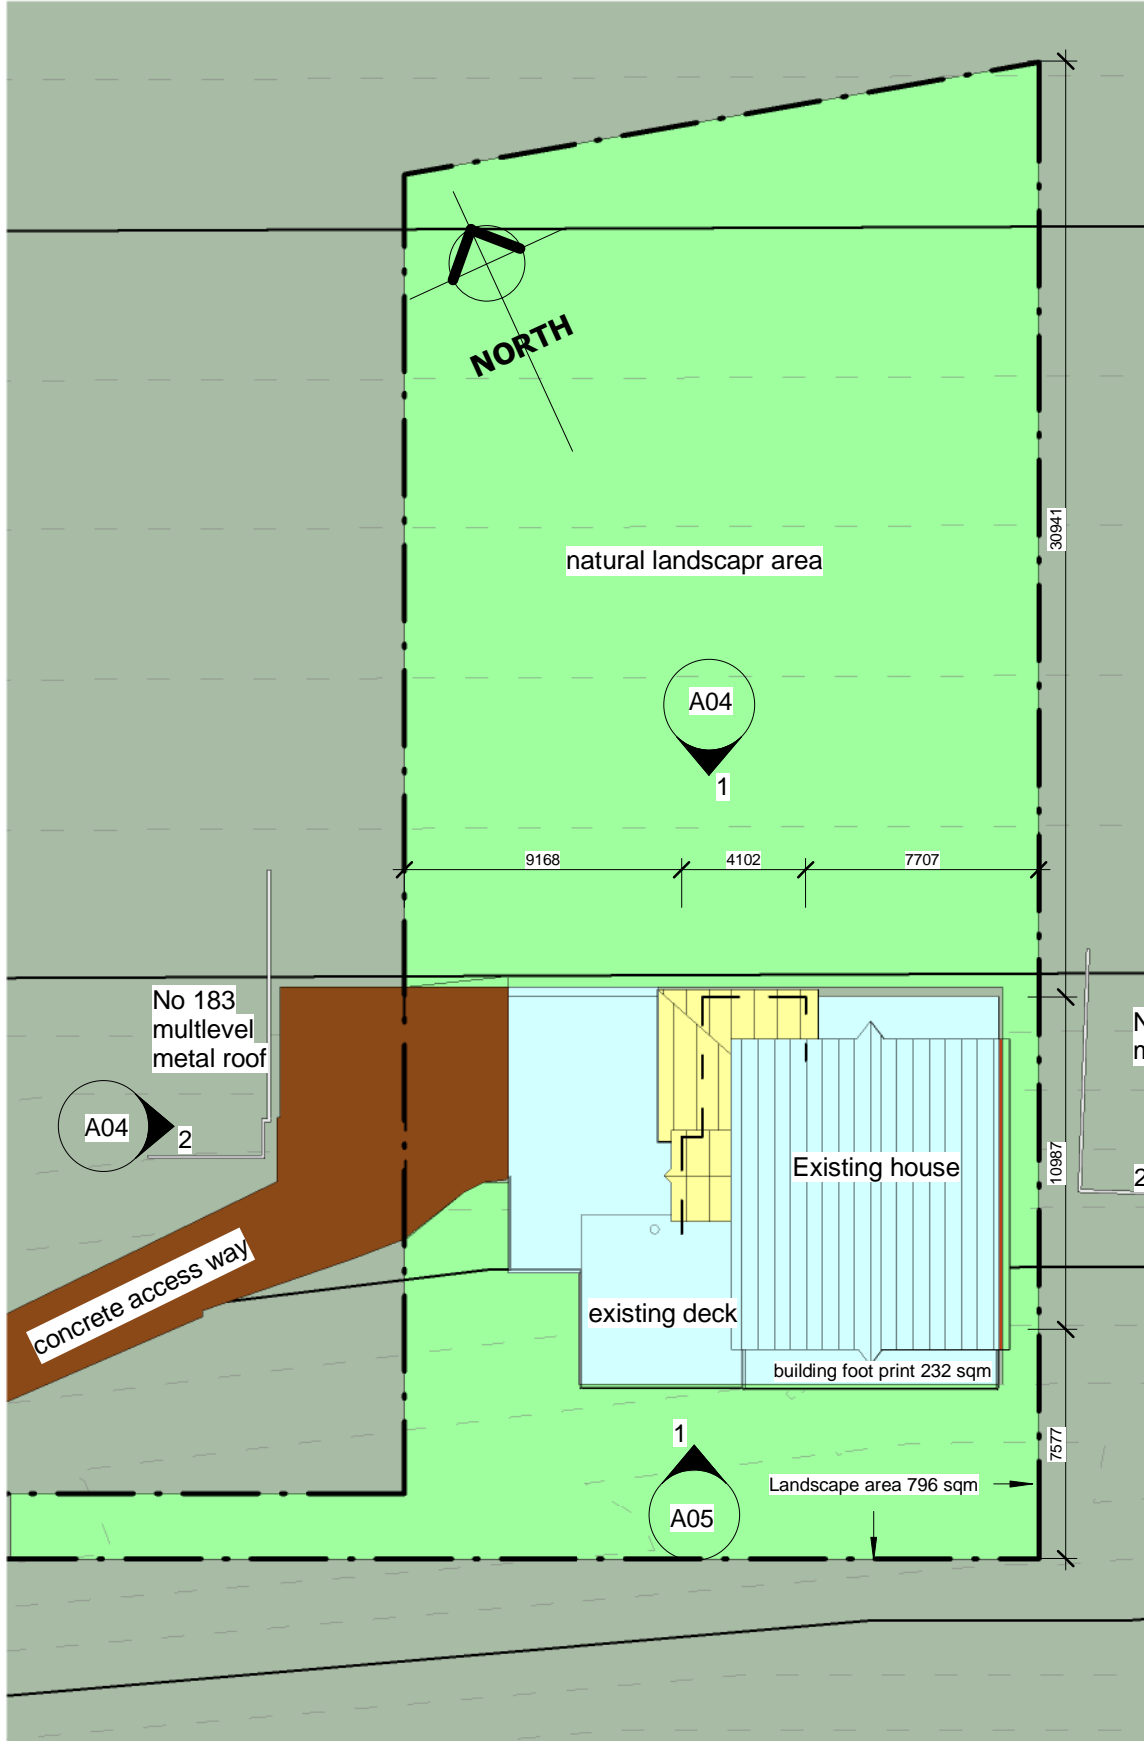 NORTH
30941
natural landscapr area
A04
1
9168
4102
7707
No 183
multlevel
metal roof
N
m
A04
2
Existing house
10987
2
concrete access way
existing deck
building foot print 232 sqm
1
7577
Landscape area 796 sqm
A05